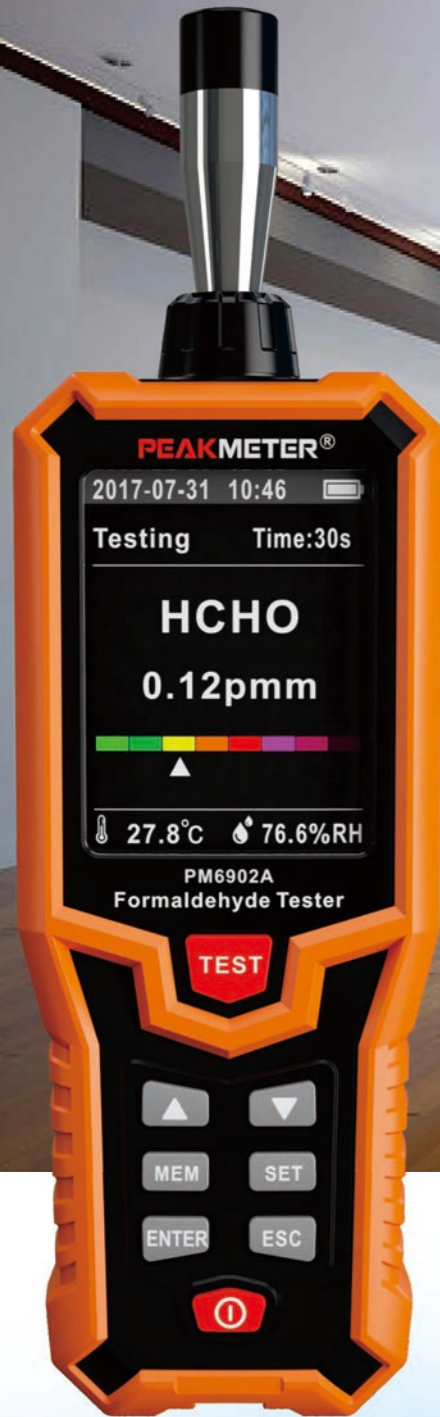 PEAKMETER®
2017-07-31 10:46
Testing Time:30s
HCHO
0.12pmm
27.8°C 76.6%RH
PM6902A
Formaldehyde Tester
TEST
MEM SET
ENTER ESC